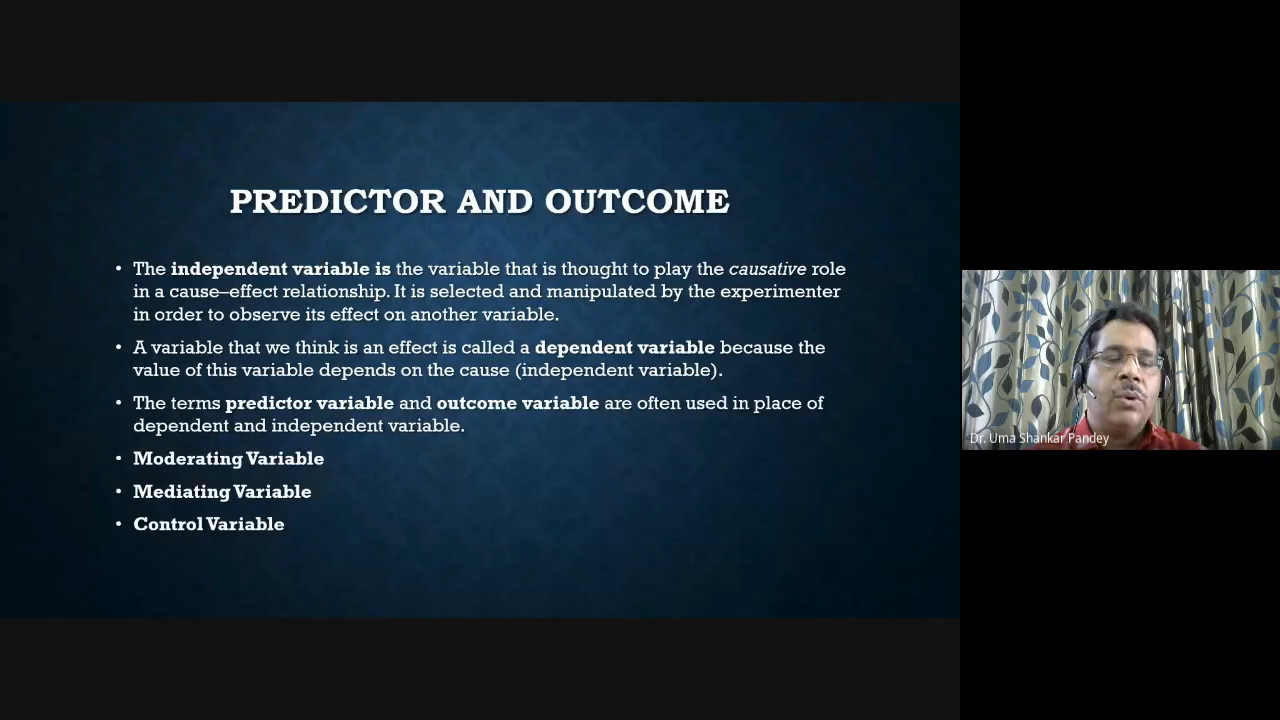 PREDICTOR AND OUTCOME
• The independent variable is the variable that is thought to play the causative role
in a cause–effect relationship. It is selected and manipulated by the experimenter
in order to observe its effect on another variable.
• A variable that we think is an effect is called a dependent variable because the
value of this variable depends on the cause (independent variable).
• The terms predictor variable and outcome variable are often used in place of
dependent and independent variable.
• Moderating Variable
• Mediating Variable
• Control Variable
Dr. Uma Shankar Pandey